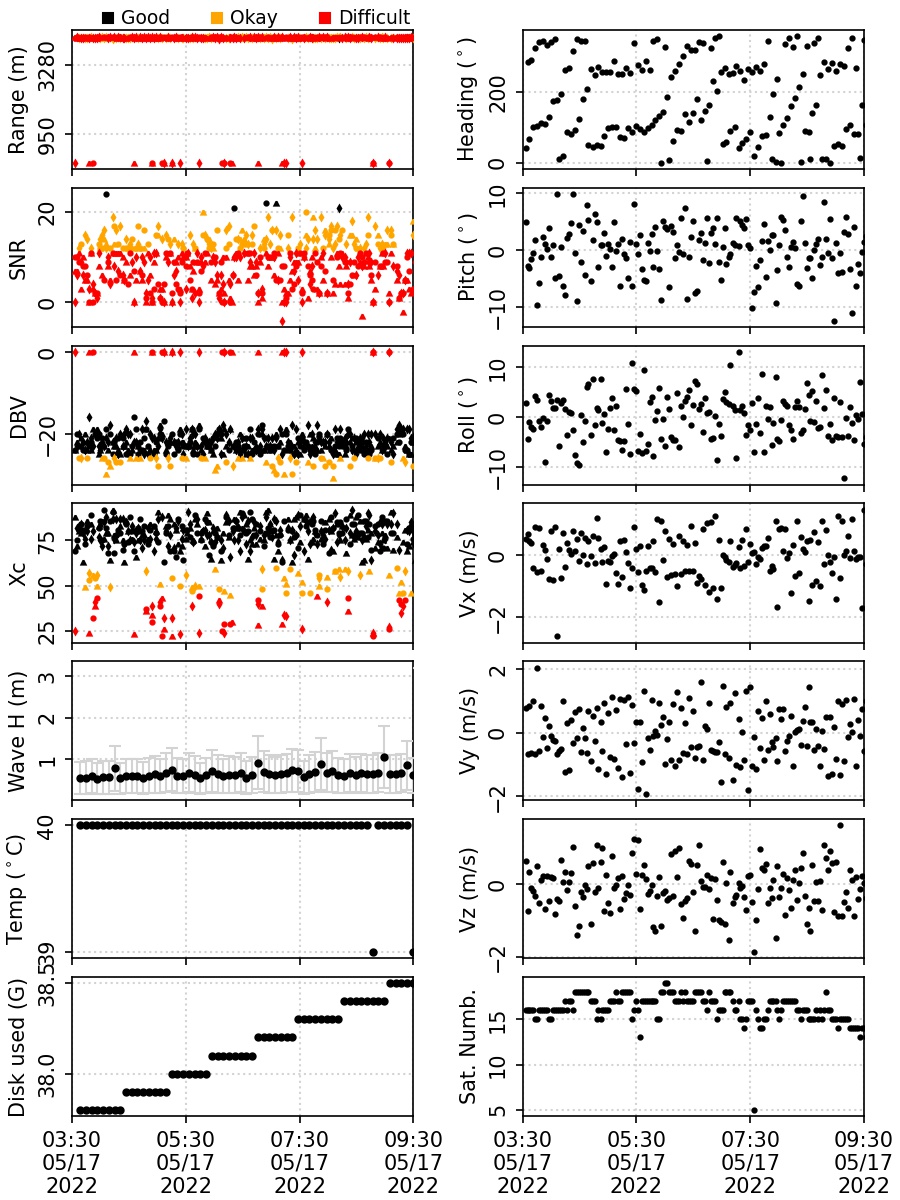 Good Okay Difficult
Range (m)
3280
950
Heading (°)
200
0
SNR
20
0
Pitch (°)
10
0
−10
DBV
0
−20
Roll (°)
10
0
−10
Xc
75
50
25
Vx (m/s)
0
−2
Wave H (m)
3
2
1
Vy (m/s)
2
0
−2
Temp (°C)
40
39
Vz (m/s)
0
−2
Disk used (G)
38.5
38.0
Sat. Numb.
15
10
5
03:30 05:30 07:30 09:30 03:30 05:30 07:30 09:30
05/17 05/17 05/17 05/17 05/17 05/17 05/17 05/17
2022 2022 2022 2022 2022 2022 2022 2022